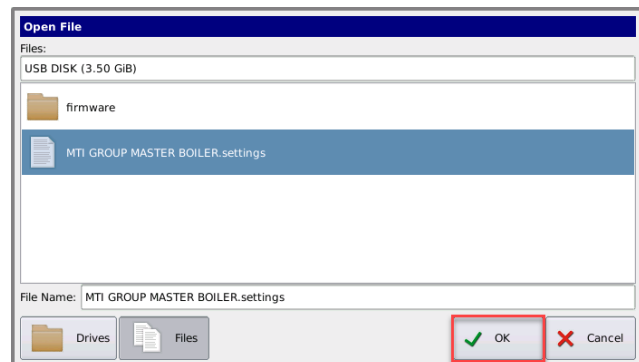 Open File
Files:
USB DISK (3.50 GiB)
firmware
MTI GROUP MASTER BOILER.settings
File Name: MTI GROUP MASTER BOILER.settings
Drives Files OK Cancel